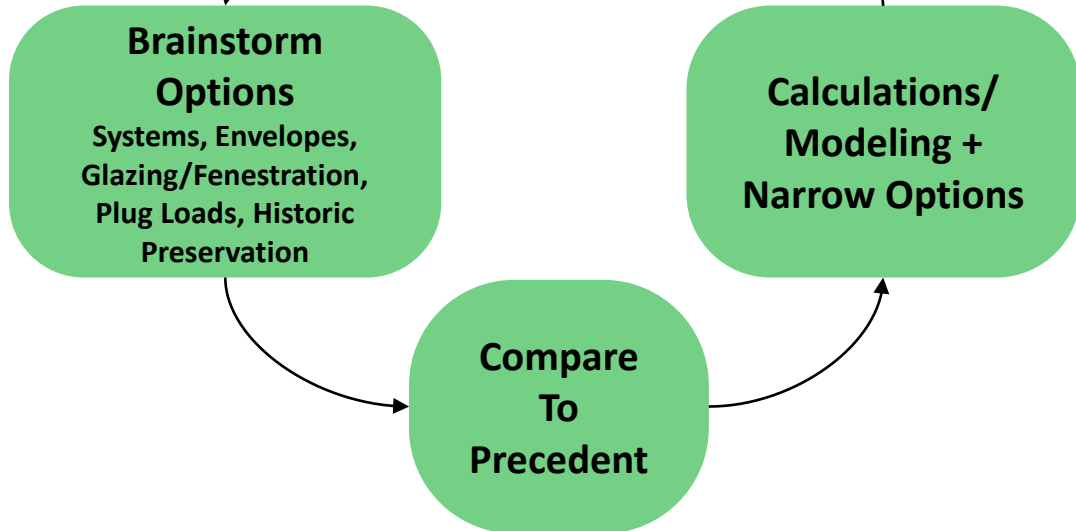 Brainstorm
Options
Systems, Envelopes,
Glazing/Fenestration,
Plug Loads, Historic
Preservation
Compare
To
Precedent
Calculations/
Modeling +
Narrow Options